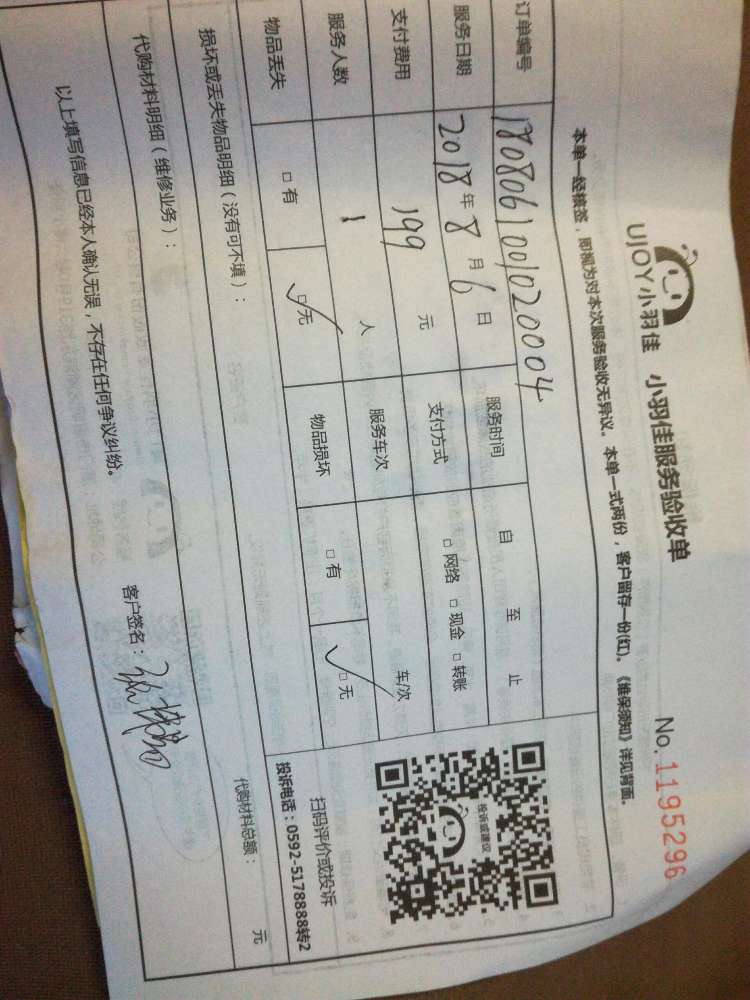 UJOY小羽佳 小羽佳服务验收单 No.1195296
本单一经核签，即视为对本次服务验收无异议。本单一式两份，客户留存一份(红)。《维保须知》详见背面。
订单编号 1808061001020004
服务日期 2018年8月6日 服务时间 自 至 止
支付费用 199 元 支付方式 □网络 □现金 □转账
服务人数 1 人 服务车次 车/次
物品丢失 □有 □无 物品损坏 □有 □无
投诉或建议
扫码评价或投诉
投诉电话：0592-5178888转2
损坏或丢失物品明细（没有可不填）：
代购材料明细（维修业务）： 代购材料总额： 元
以上填写信息已经本人确认无误，不存在任何争议纠纷。 客户签名：